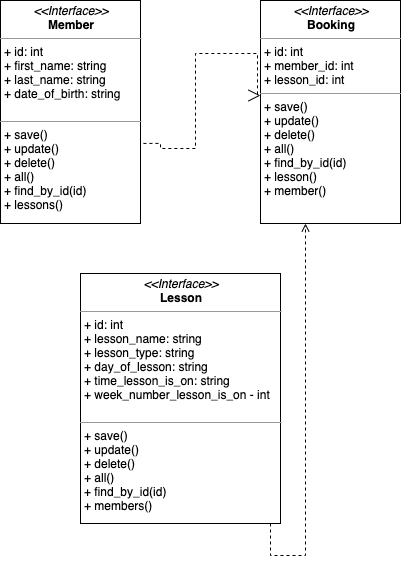 <<Interface>>
Member
+ id: int
+ first_name: string
+ last_name: string
+ date_of_birth: string
+ save()
+ update()
+ delete()
+ all()
+ find_by_id(id)
+ lessons()
<<Interface>>
Booking
+ id: int
+ member_id: int
+ lesson_id: int
+ save()
+ update()
+ delete()
+ all()
+ find_by_id(id)
+ lesson()
+ member()
<<Interface>>
Lesson
+ id: int
+ lesson_name: string
+ lesson_type: string
+ day_of_lesson: string
+ time_lesson_is_on: string
+ week_number_lesson_is_on - int
+ save()
+ update()
+ delete()
+ all()
+ find_by_id(id)
+ members()